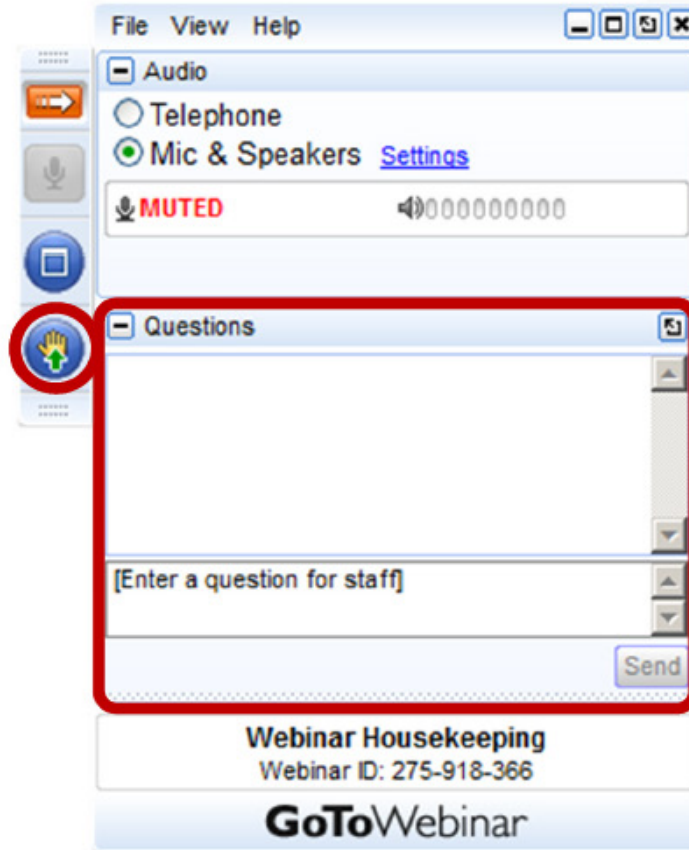 File View Help
Audio
Telephone
Mic & Speakers Settings
MUTED
Questions
[Enter a question for staff]
Send
Webinar Housekeeping
Webinar ID: 275-918-366
GoToWebinar